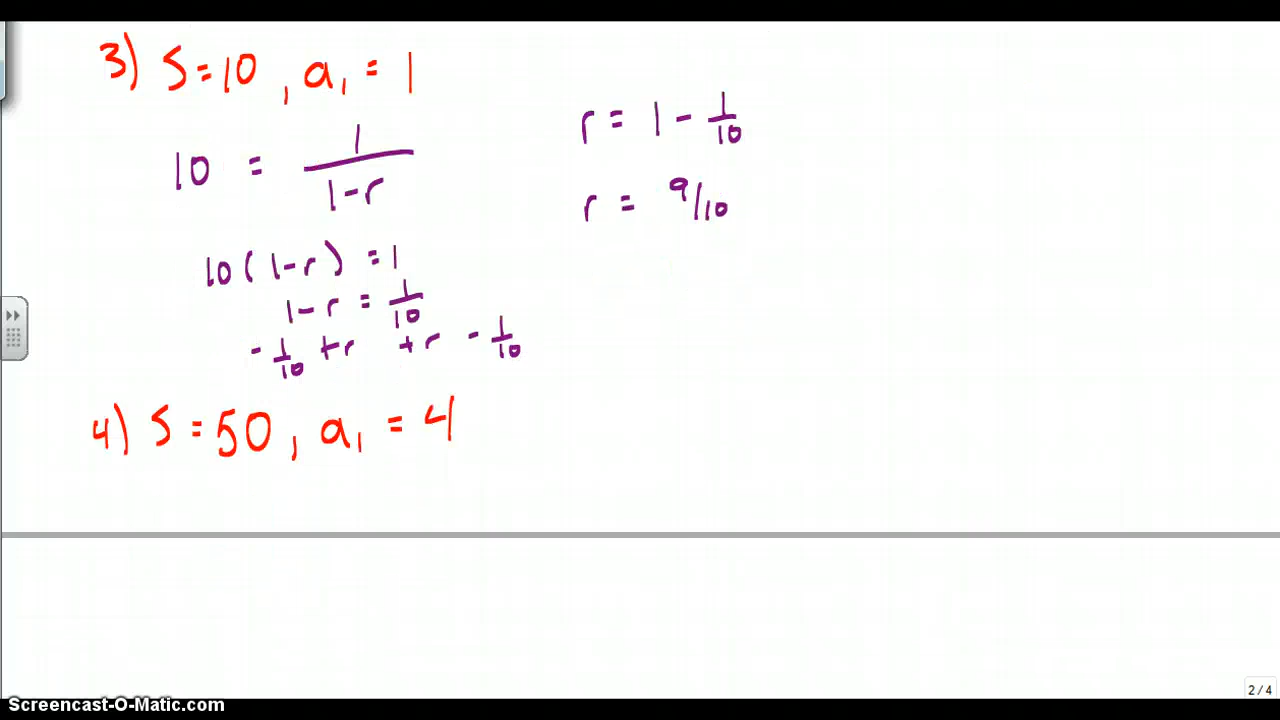 3) S = 10 , a₁ = 1
10 = 1/(1-r)
10(1-r) = 1
1-r = 1/10
- 1/10 + r + r - 1/10
r = 1 - 1/10
r = 9/10
4) S = 50 , a₁ = 4
2 / 4
Screencast-O-Matic.com